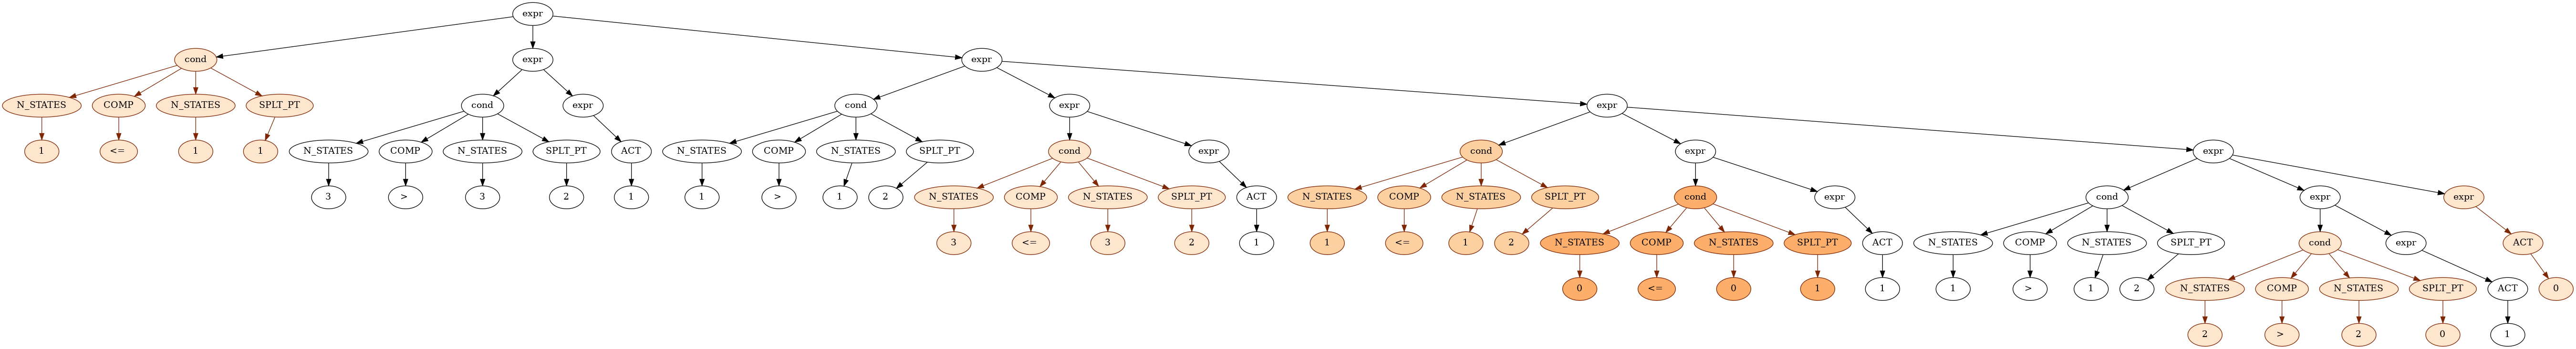 expr
cond expr expr
N_STATES COMP N_STATES SPLT_PT cond expr cond expr expr
1 <= 1 1 N_STATES COMP N_STATES SPLT_PT ACT N_STATES COMP N_STATES SPLT_PT cond expr cond expr expr
3 > 3 2 1 1 > 1 2 N_STATES COMP N_STATES SPLT_PT ACT N_STATES COMP N_STATES SPLT_PT cond expr cond expr expr
3 <= 3 2 1 1 <= 1 2 N_STATES COMP N_STATES SPLT_PT ACT N_STATES COMP N_STATES SPLT_PT cond expr ACT
0 <= 0 1 1 1 > 1 2 N_STATES COMP N_STATES SPLT_PT ACT 0
2 > 2 0 1